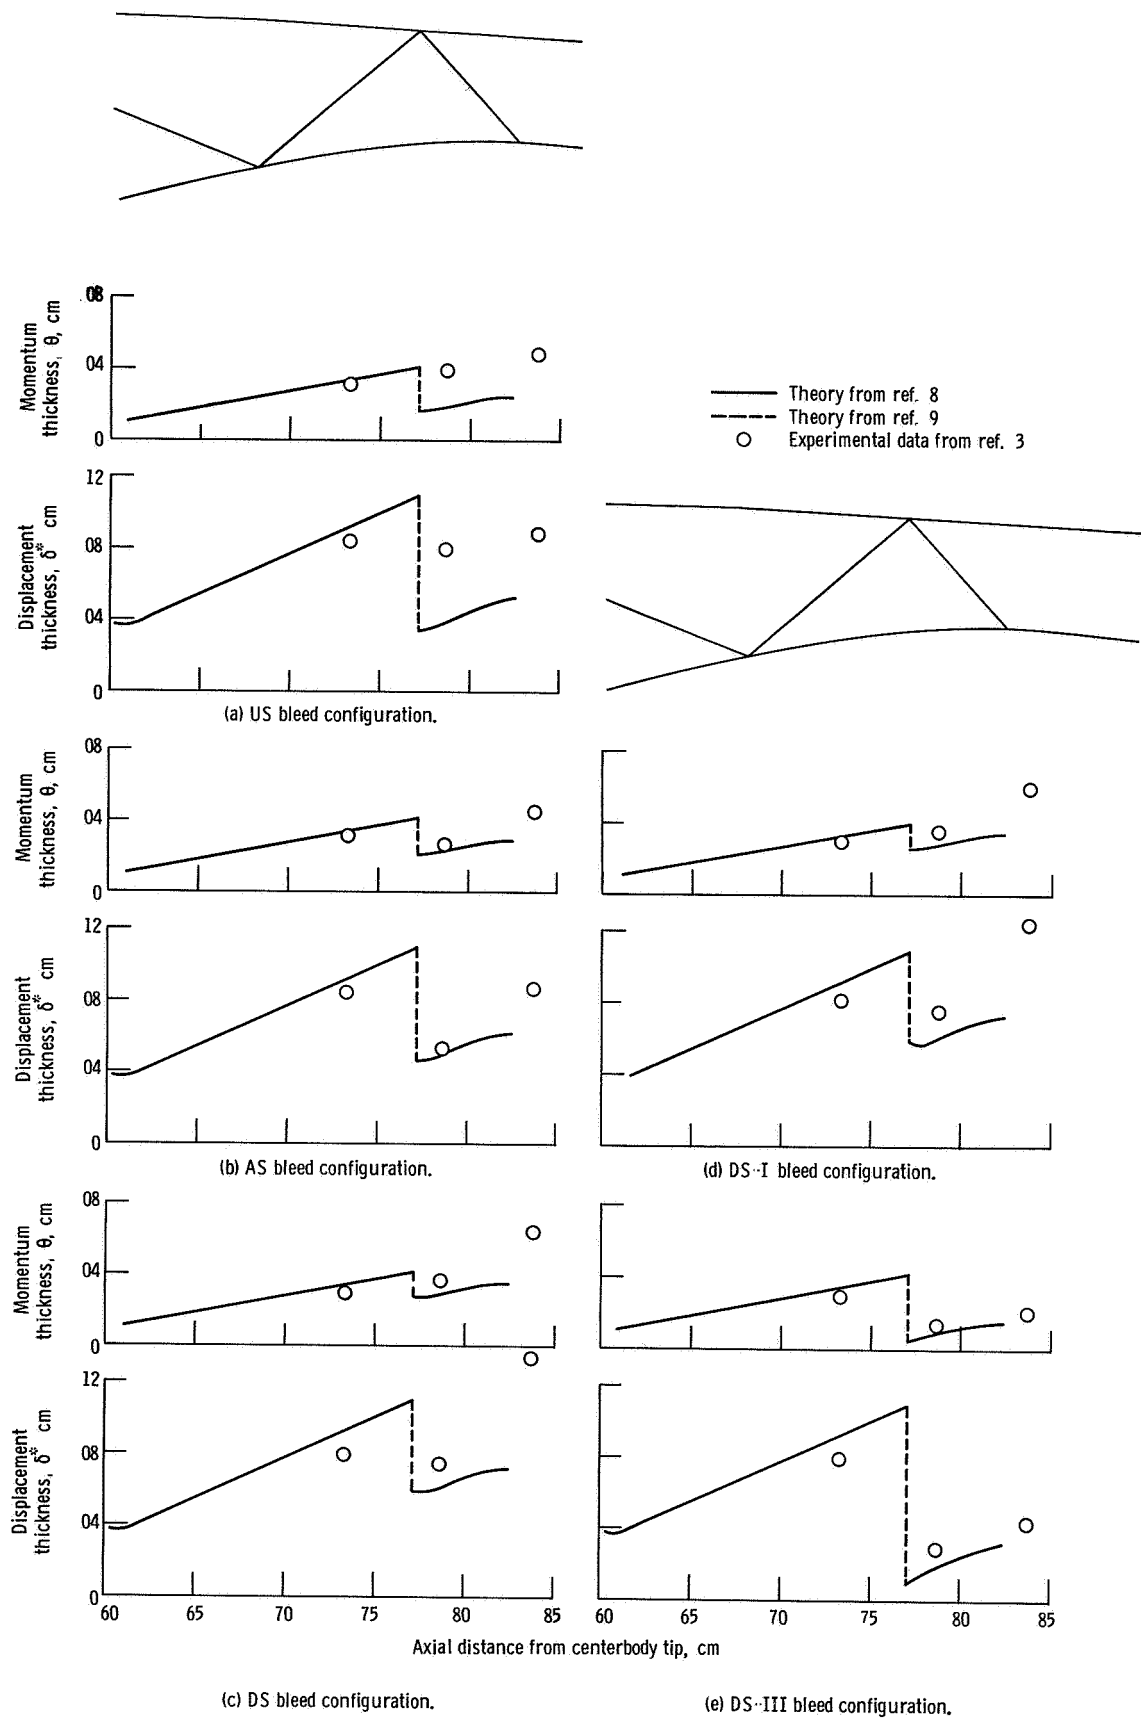 08
Momentum
thickness, θ, cm
04
0
Theory from ref. 8
Theory from ref. 9
Experimental data from ref. 3
12
Displacement
thickness, δ* cm
08
04
0
(a) US bleed configuration.
08
Momentum
thickness, θ, cm
04
0
12
Displacement
thickness, δ* cm
08
04
0
(b) AS bleed configuration.
(d) DS-I bleed configuration.
08
Momentum
thickness, θ, cm
04
0
12
Displacement
thickness, δ* cm
08
04
0
60 65 70 75 80 85 60 65 70 75 80 85
Axial distance from centerbody tip, cm
(c) DS bleed configuration.
(e) DS-III bleed configuration.